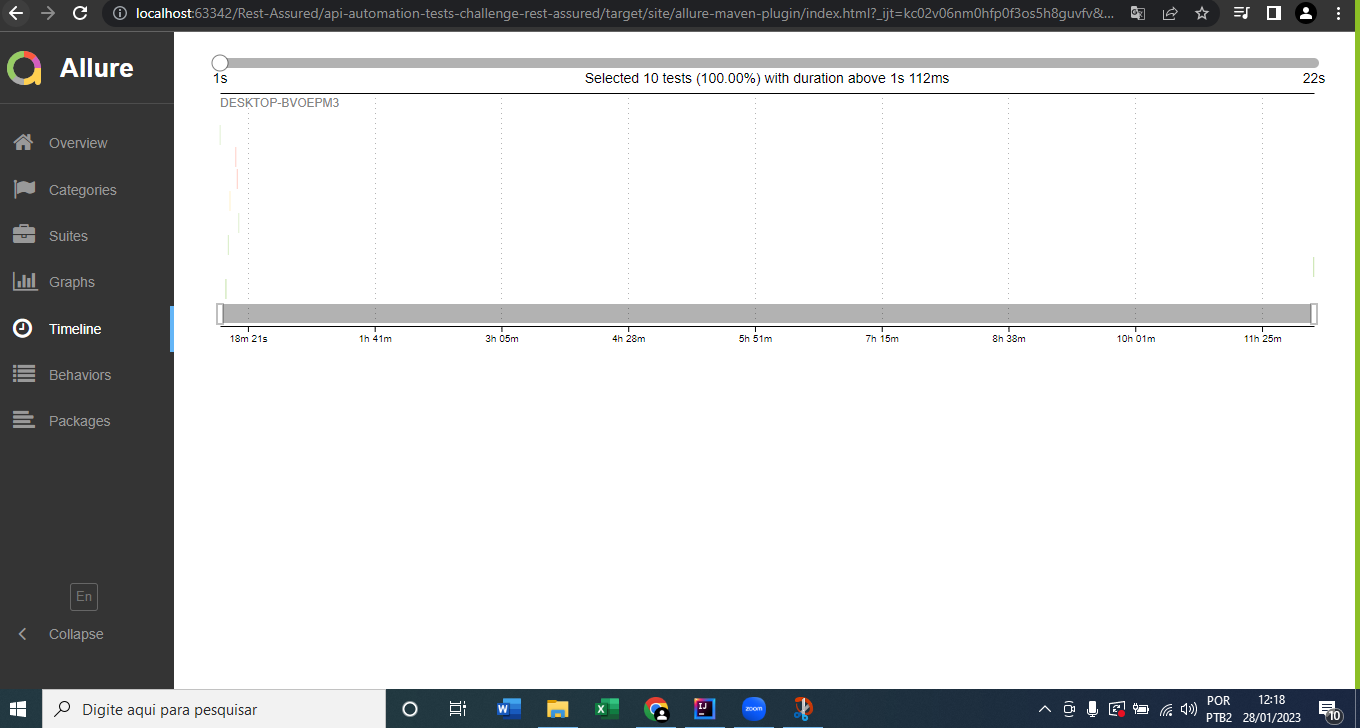 localhost:63342/Rest-Assured/api-automation-tests-challenge-rest-assured/target/site/allure-maven-plugin/index.html?_ijt=kc02v06nm0hfp0f3os5h8guvfv&...
Allure
1s
Selected 10 tests (100.00%) with duration above 1s 112ms
22s
DESKTOP-BVOEPM3
Overview
Categories
Suites
Graphs
Timeline
Behaviors
Packages
18m 21s
1h 41m
3h 05m
4h 28m
5h 51m
7h 15m
8h 38m
10h 01m
11h 25m
En
Collapse
Digite aqui para pesquisar
W
X
IJ
zoom
POR
PTB2
12:18
28/01/2023
10